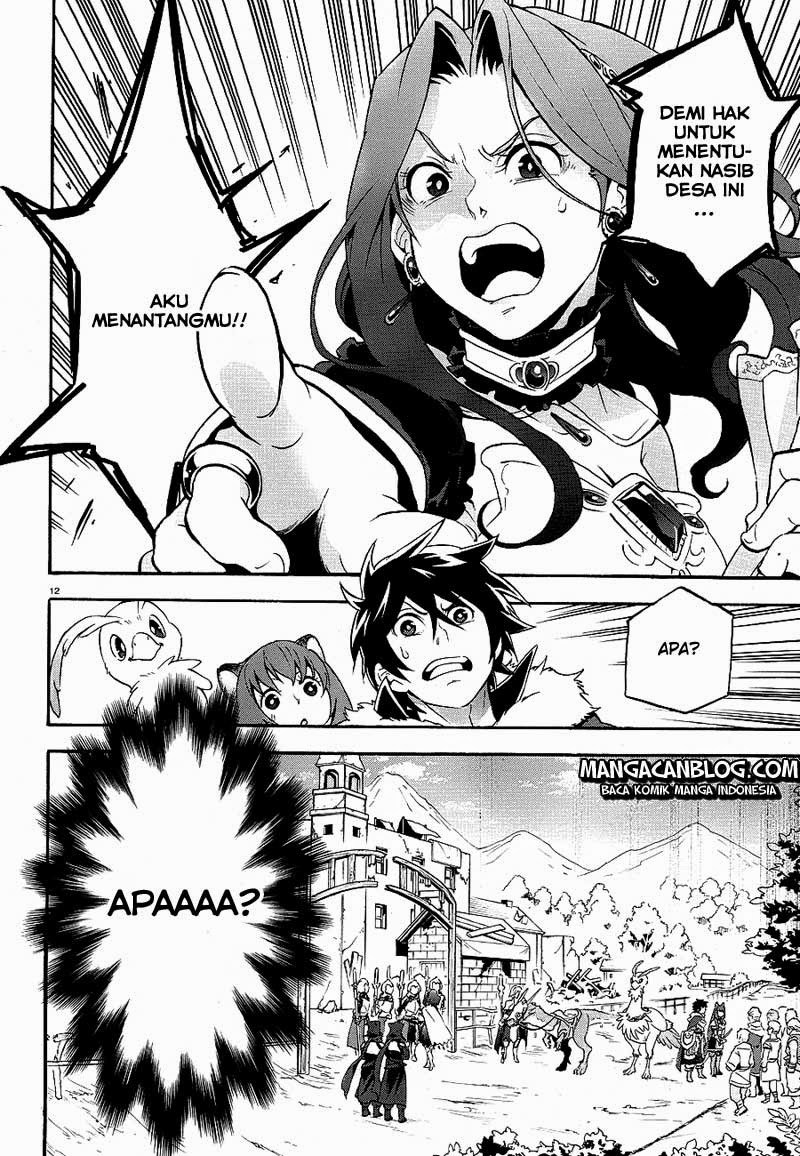 DEMI HAK
UNTUK
MENENTU-
KAN NASIB
DESA INI
...
AKU
MENANTANGMU!!
12
APA?
MANGACANBLOG.COM
BACA KOMIK MANGA INDONESIA
APAAAA?